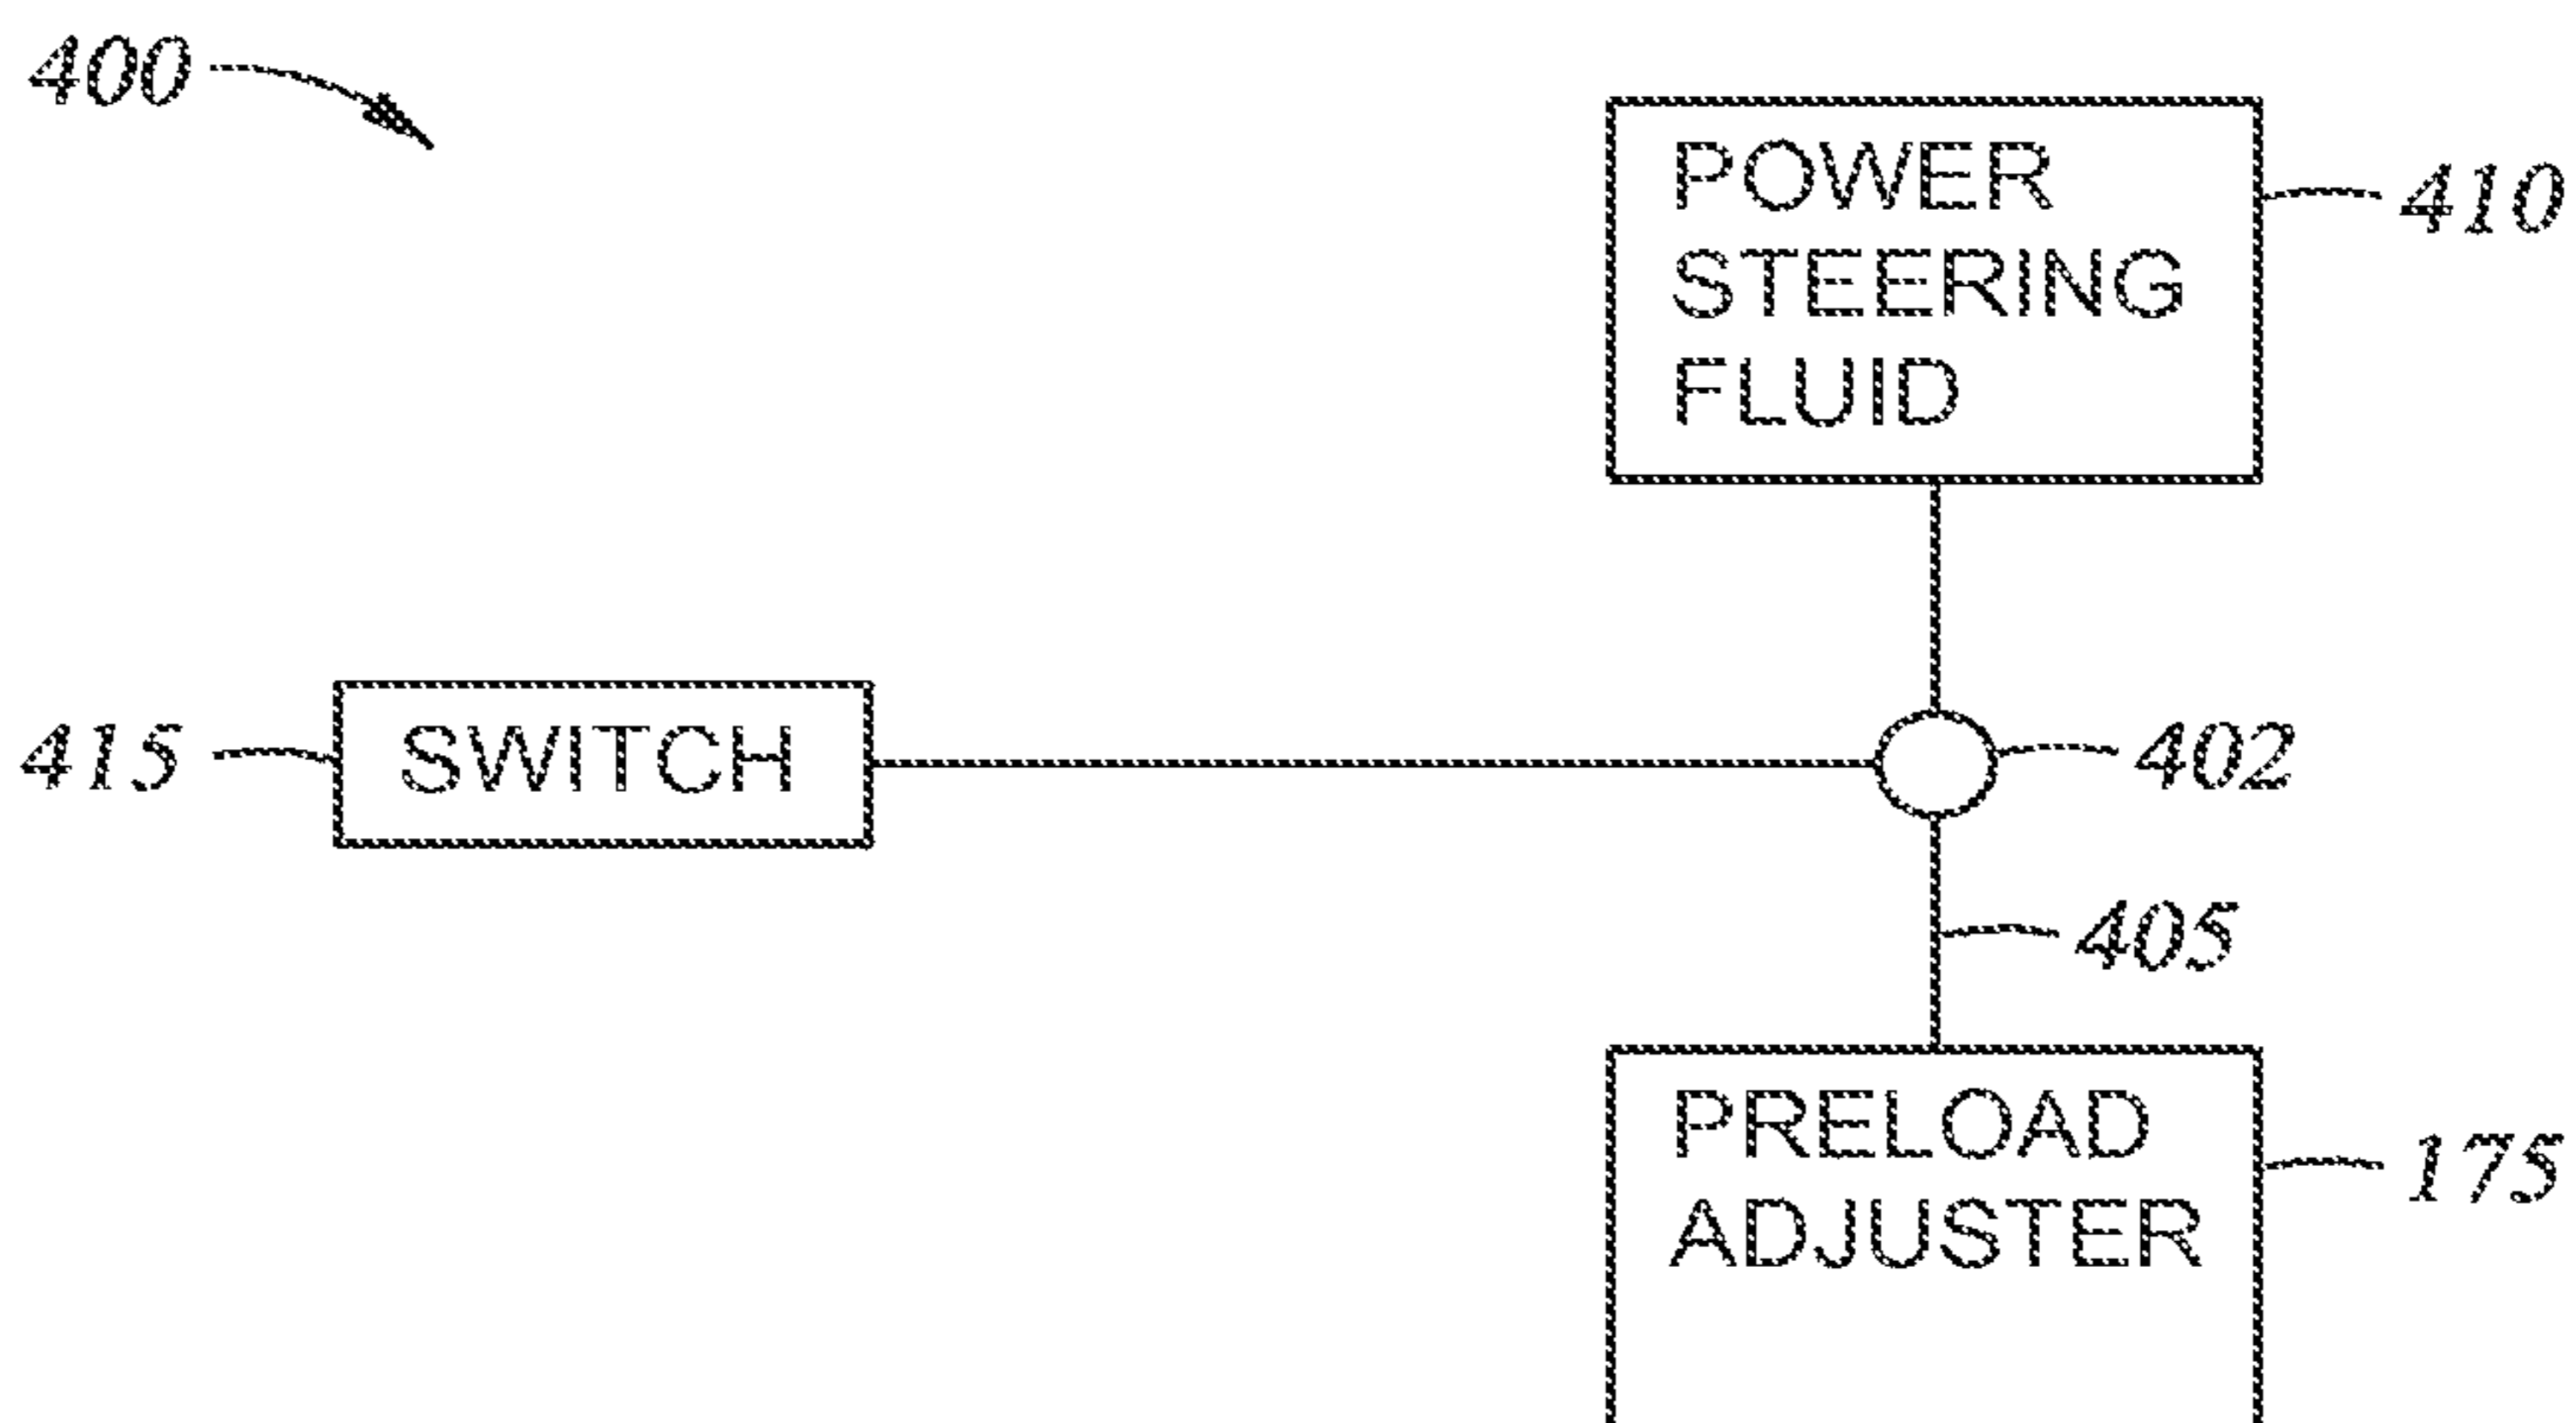 400
POWER
STEERING
FLUID
410
415
SWITCH
402
405
PRELOAD
ADJUSTER
175